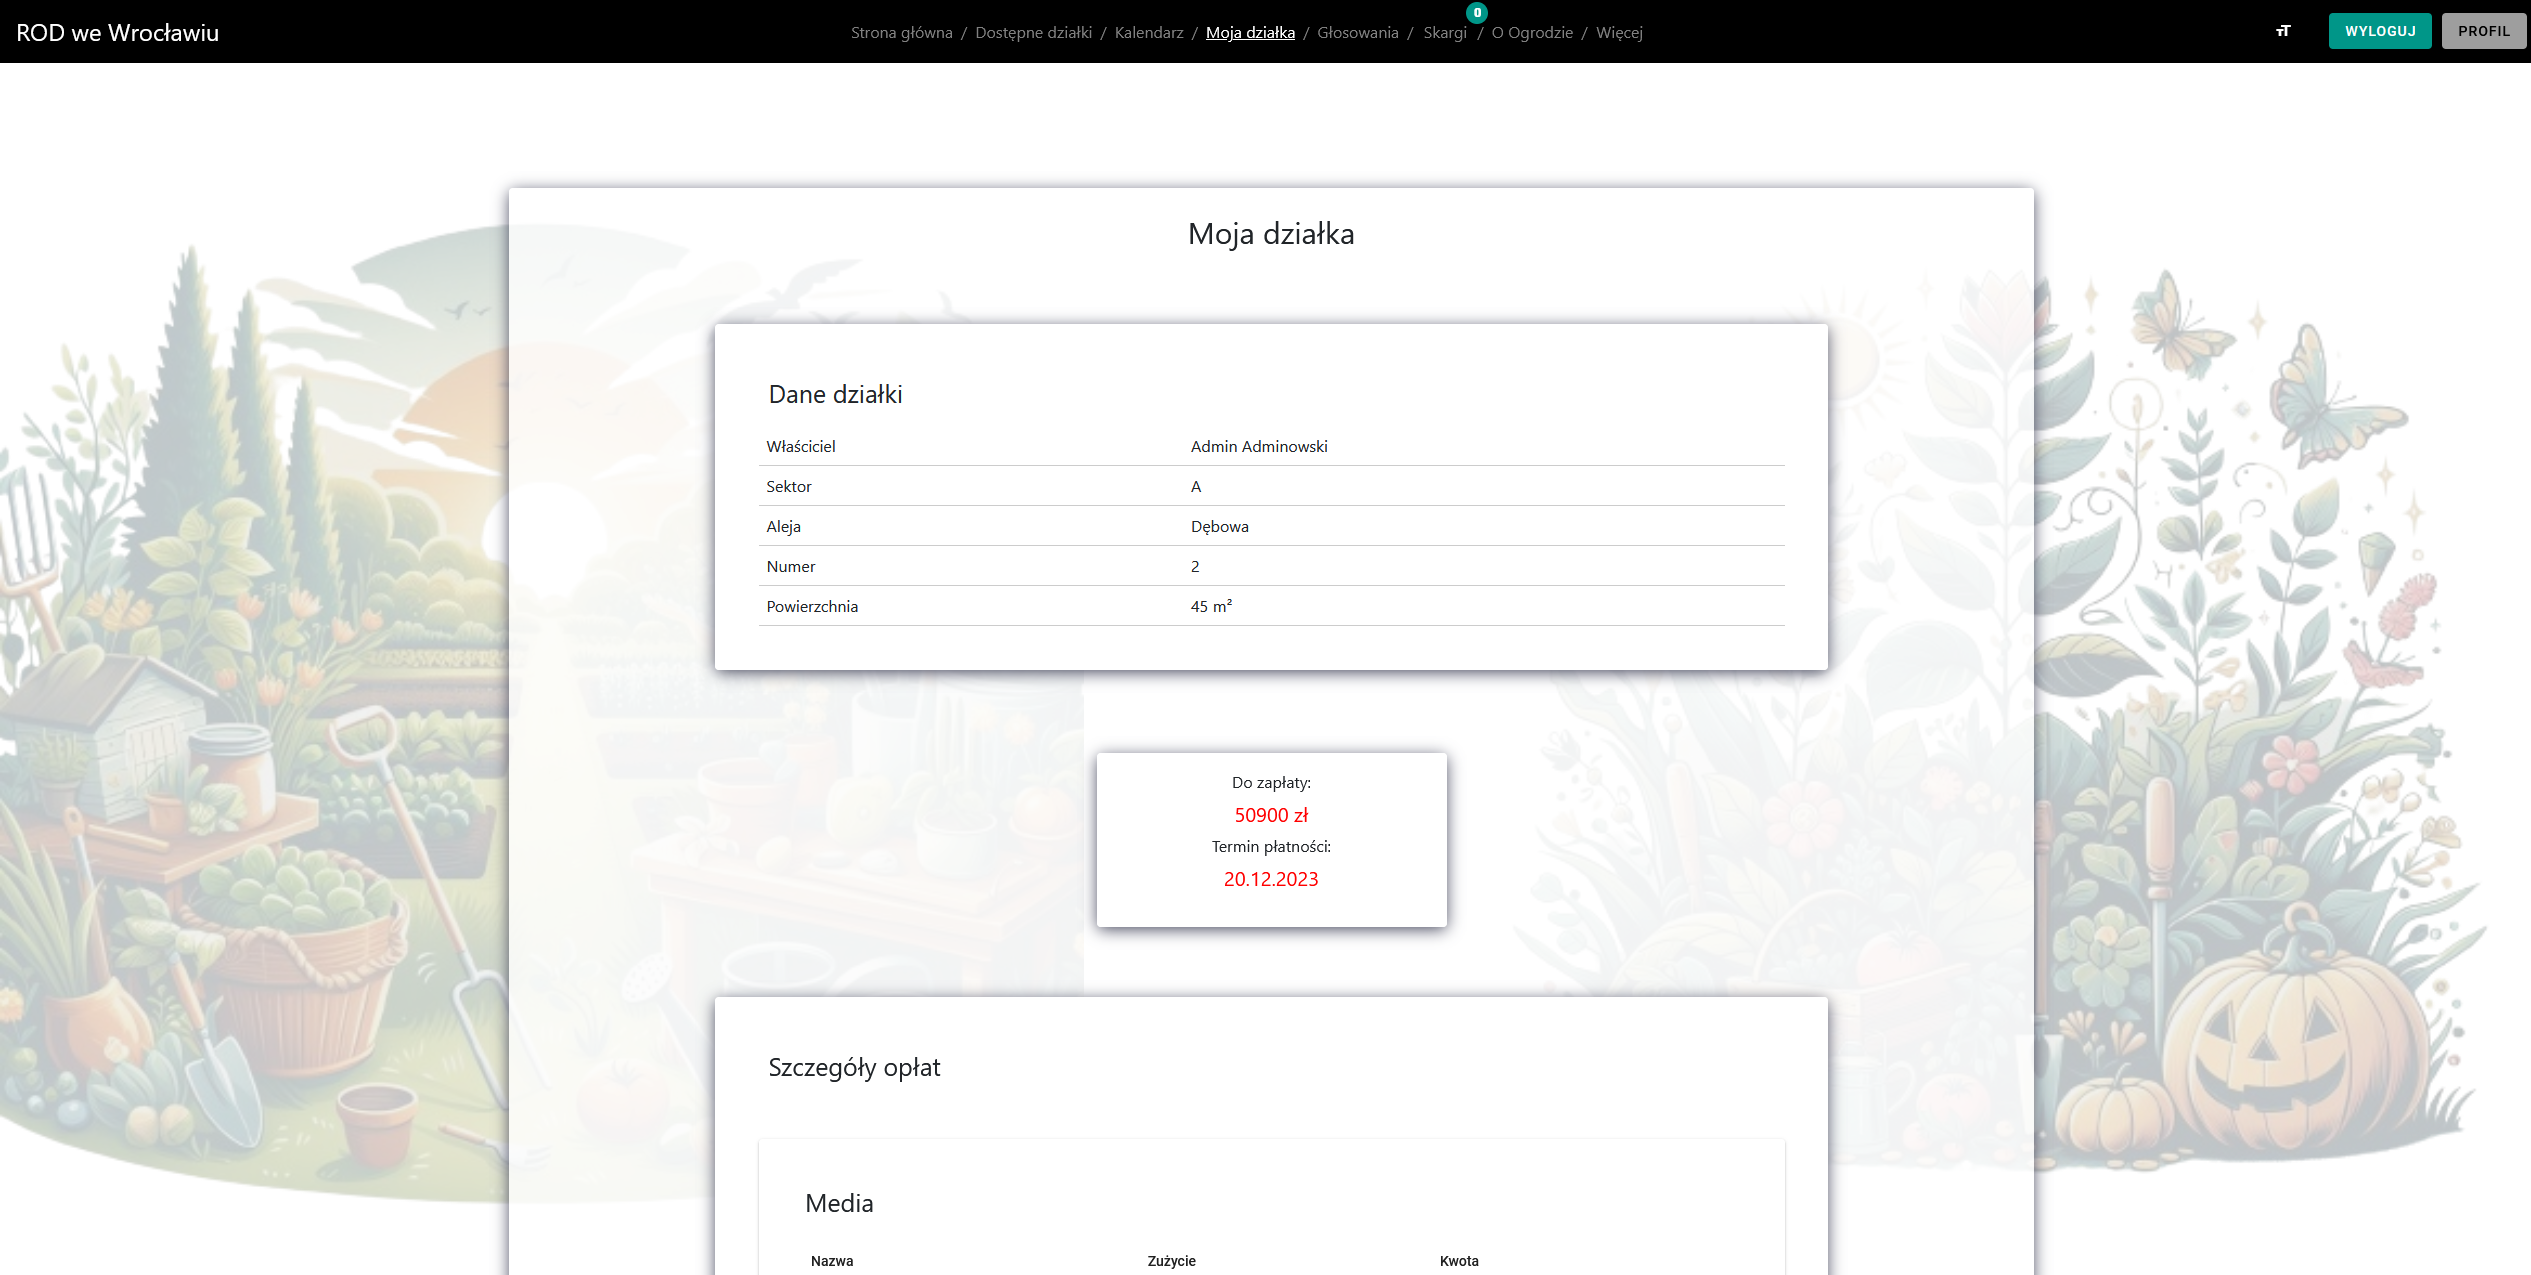 ROD we Wrocławiu
Strona główna / Dostępne działki / Kalendarz / Moja działka / Głosowania / Skargi 0 / O Ogrodzie / Więcej
тT WYLOGUJ PROFIL
Moja działka
Dane działki
Właściciel Admin Adminowski
Sektor A
Aleja Dębowa
Numer 2
Powierzchnia 45 m²
Do zapłaty:
50900 zł
Termin płatności:
20.12.2023
Szczegóły opłat
Media
Nazwa Zużycie Kwota